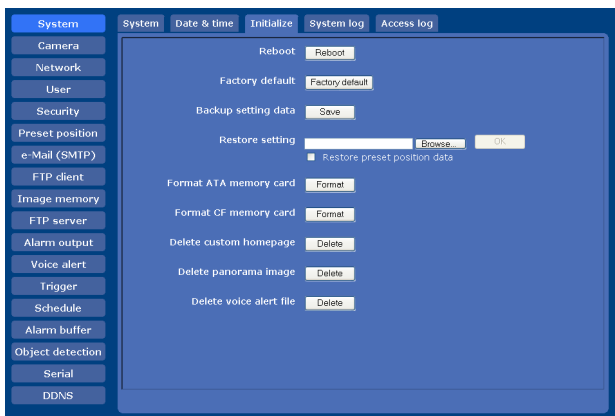 System
Camera
Network
User
Security
Preset position
e-Mail (SMTP)
FTP client
Image memory
FTP server
Alarm output
Voice alert
Trigger
Schedule
Alarm buffer
Object detection
Serial
DDNS
System Date & time Initialize System log Access log
Reboot Reboot
Factory default Factory default
Backup setting data Save
Restore setting Browse... OK
Restore preset position data
Format ATA memory card Format
Format CF memory card Format
Delete custom homepage Delete
Delete panorama image Delete
Delete voice alert file Delete